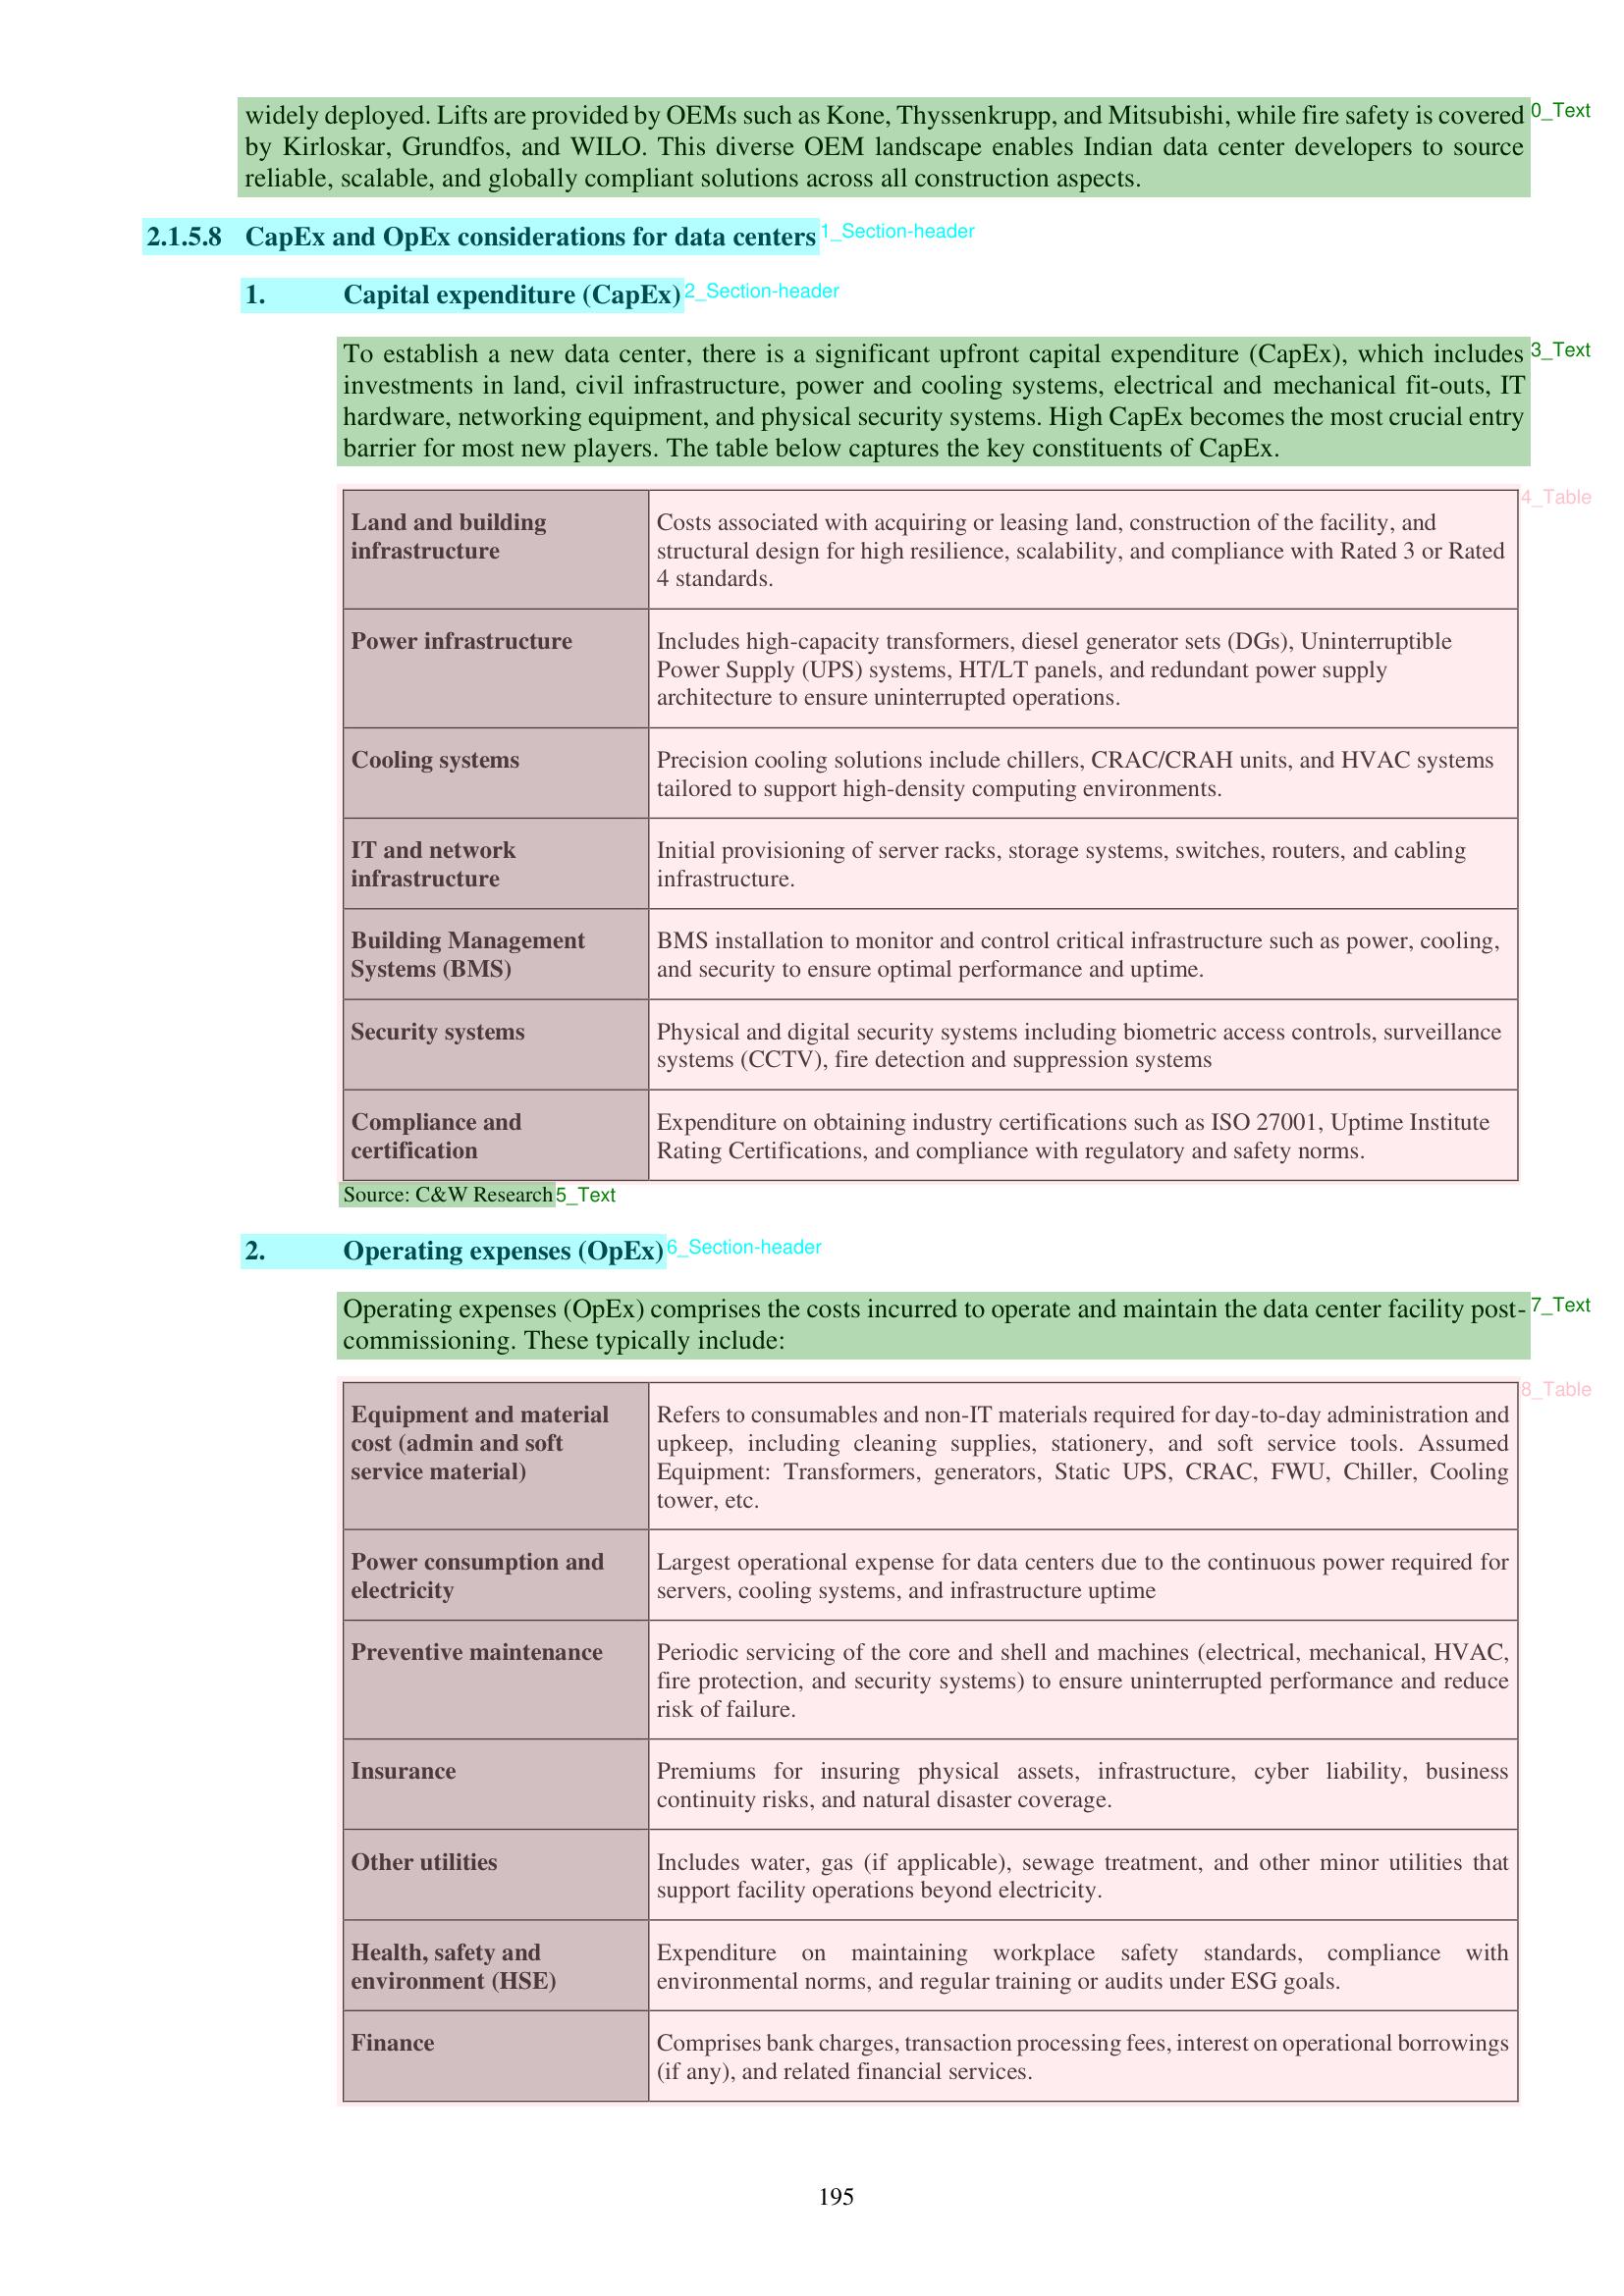 widely deployed. Lifts are provided by OEMs such as Kone, Thyssenkrupp, and Mitsubishi, while fire safety is covered 0_Text
by Kirloskar, Grundfos, and WILO. This diverse OEM landscape enables Indian data center developers to source
reliable, scalable, and globally compliant solutions across all construction aspects.
2.1.5.8 CapEx and OpEx considerations for data centers 1_Section-header
1. Capital expenditure (CapEx) 2_Section-header
To establish a new data center, there is a significant upfront capital expenditure (CapEx), which includes 3_Text
investments in land, civil infrastructure, power and cooling systems, electrical and mechanical fit-outs, IT
hardware, networking equipment, and physical security systems. High CapEx becomes the most crucial entry
barrier for most new players. The table below captures the key constituents of CapEx.
4_Table
Land and building
infrastructure
Costs associated with acquiring or leasing land, construction of the facility, and
structural design for high resilience, scalability, and compliance with Rated 3 or Rated
4 standards.
Power infrastructure
Includes high-capacity transformers, diesel generator sets (DGs), Uninterruptible
Power Supply (UPS) systems, HT/LT panels, and redundant power supply
architecture to ensure uninterrupted operations.
Cooling systems
Precision cooling solutions include chillers, CRAC/CRAH units, and HVAC systems
tailored to support high-density computing environments.
IT and network
infrastructure
Initial provisioning of server racks, storage systems, switches, routers, and cabling
infrastructure.
Building Management
Systems (BMS)
BMS installation to monitor and control critical infrastructure such as power, cooling,
and security to ensure optimal performance and uptime.
Security systems
Physical and digital security systems including biometric access controls, surveillance
systems (CCTV), fire detection and suppression systems
Compliance and
certification
Expenditure on obtaining industry certifications such as ISO 27001, Uptime Institute
Rating Certifications, and compliance with regulatory and safety norms.
Source: C&W Research 5_Text
2. Operating expenses (OpEx) 6_Section-header
Operating expenses (OpEx) comprises the costs incurred to operate and maintain the data center facility post- 7_Text
commissioning. These typically include:
8_Table
Equipment and material
cost (admin and soft
service material)
Refers to consumables and non-IT materials required for day-to-day administration and
upkeep, including cleaning supplies, stationery, and soft service tools. Assumed
Equipment: Transformers, generators, Static UPS, CRAC, FWU, Chiller, Cooling
tower, etc.
Power consumption and
electricity
Largest operational expense for data centers due to the continuous power required for
servers, cooling systems, and infrastructure uptime
Preventive maintenance
Periodic servicing of the core and shell and machines (electrical, mechanical, HVAC,
fire protection, and security systems) to ensure uninterrupted performance and reduce
risk of failure.
Insurance
Premiums for insuring physical assets, infrastructure, cyber liability, business
continuity risks, and natural disaster coverage.
Other utilities
Includes water, gas (if applicable), sewage treatment, and other minor utilities that
support facility operations beyond electricity.
Health, safety and
environment (HSE)
Expenditure on maintaining workplace safety standards, compliance with
environmental norms, and regular training or audits under ESG goals.
Finance
Comprises bank charges, transaction processing fees, interest on operational borrowings
(if any), and related financial services.
195